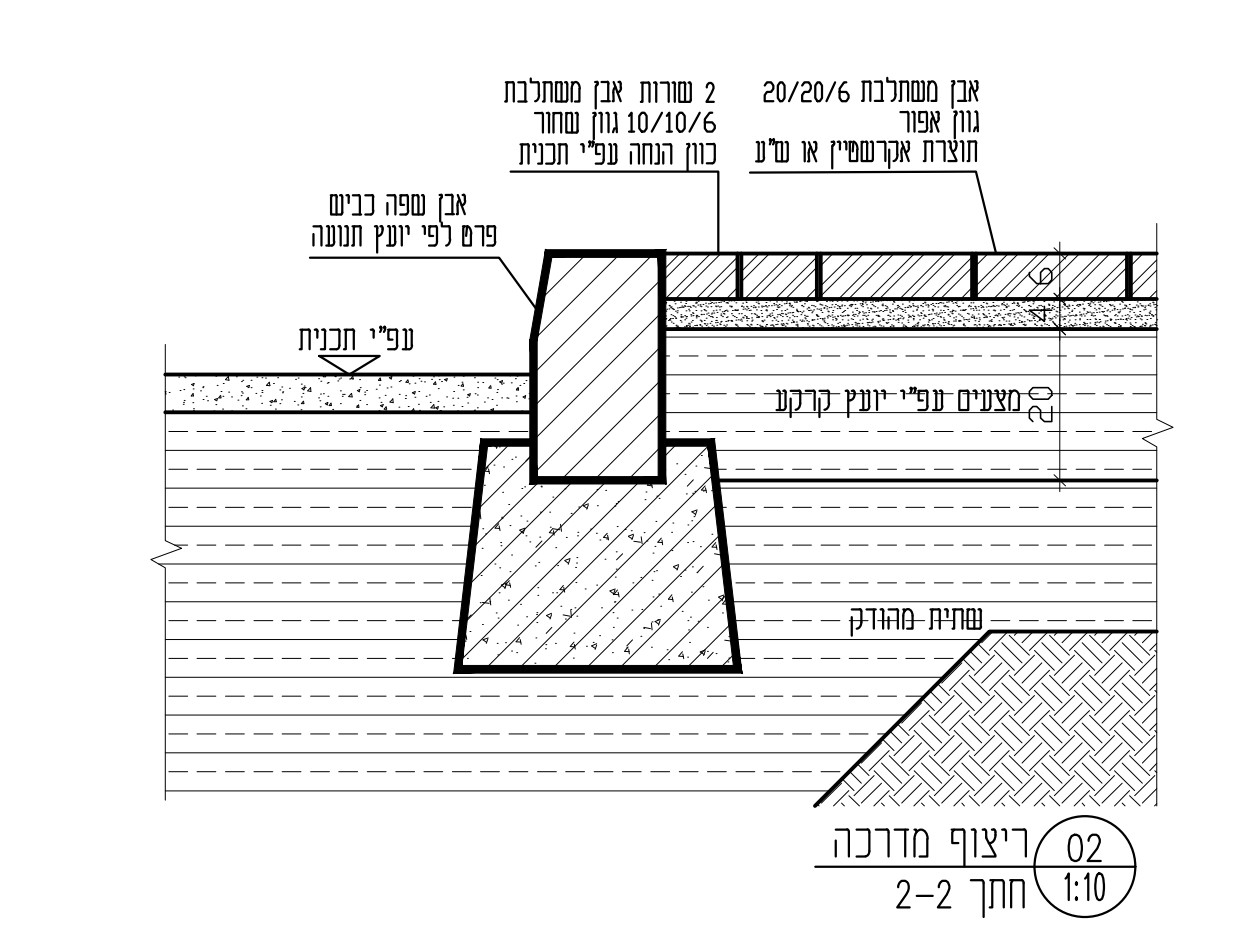 אבן משתלבת 20/20/6
גוון אפור
תוצרת אקרשטיין או ש"ע
2 שורות אבן משתלבת
10/10/6 גוון שחור
כוון הנחה עפ"י תכנית
אבן שפה כביש
פרט לפי יועץ תנועה
עפ"י תכנית
6
4
20
מצעים עפ"י יועץ קרקע
שתית מהודק
02
ריצוף מדרכה
1:10
חתך 2-2